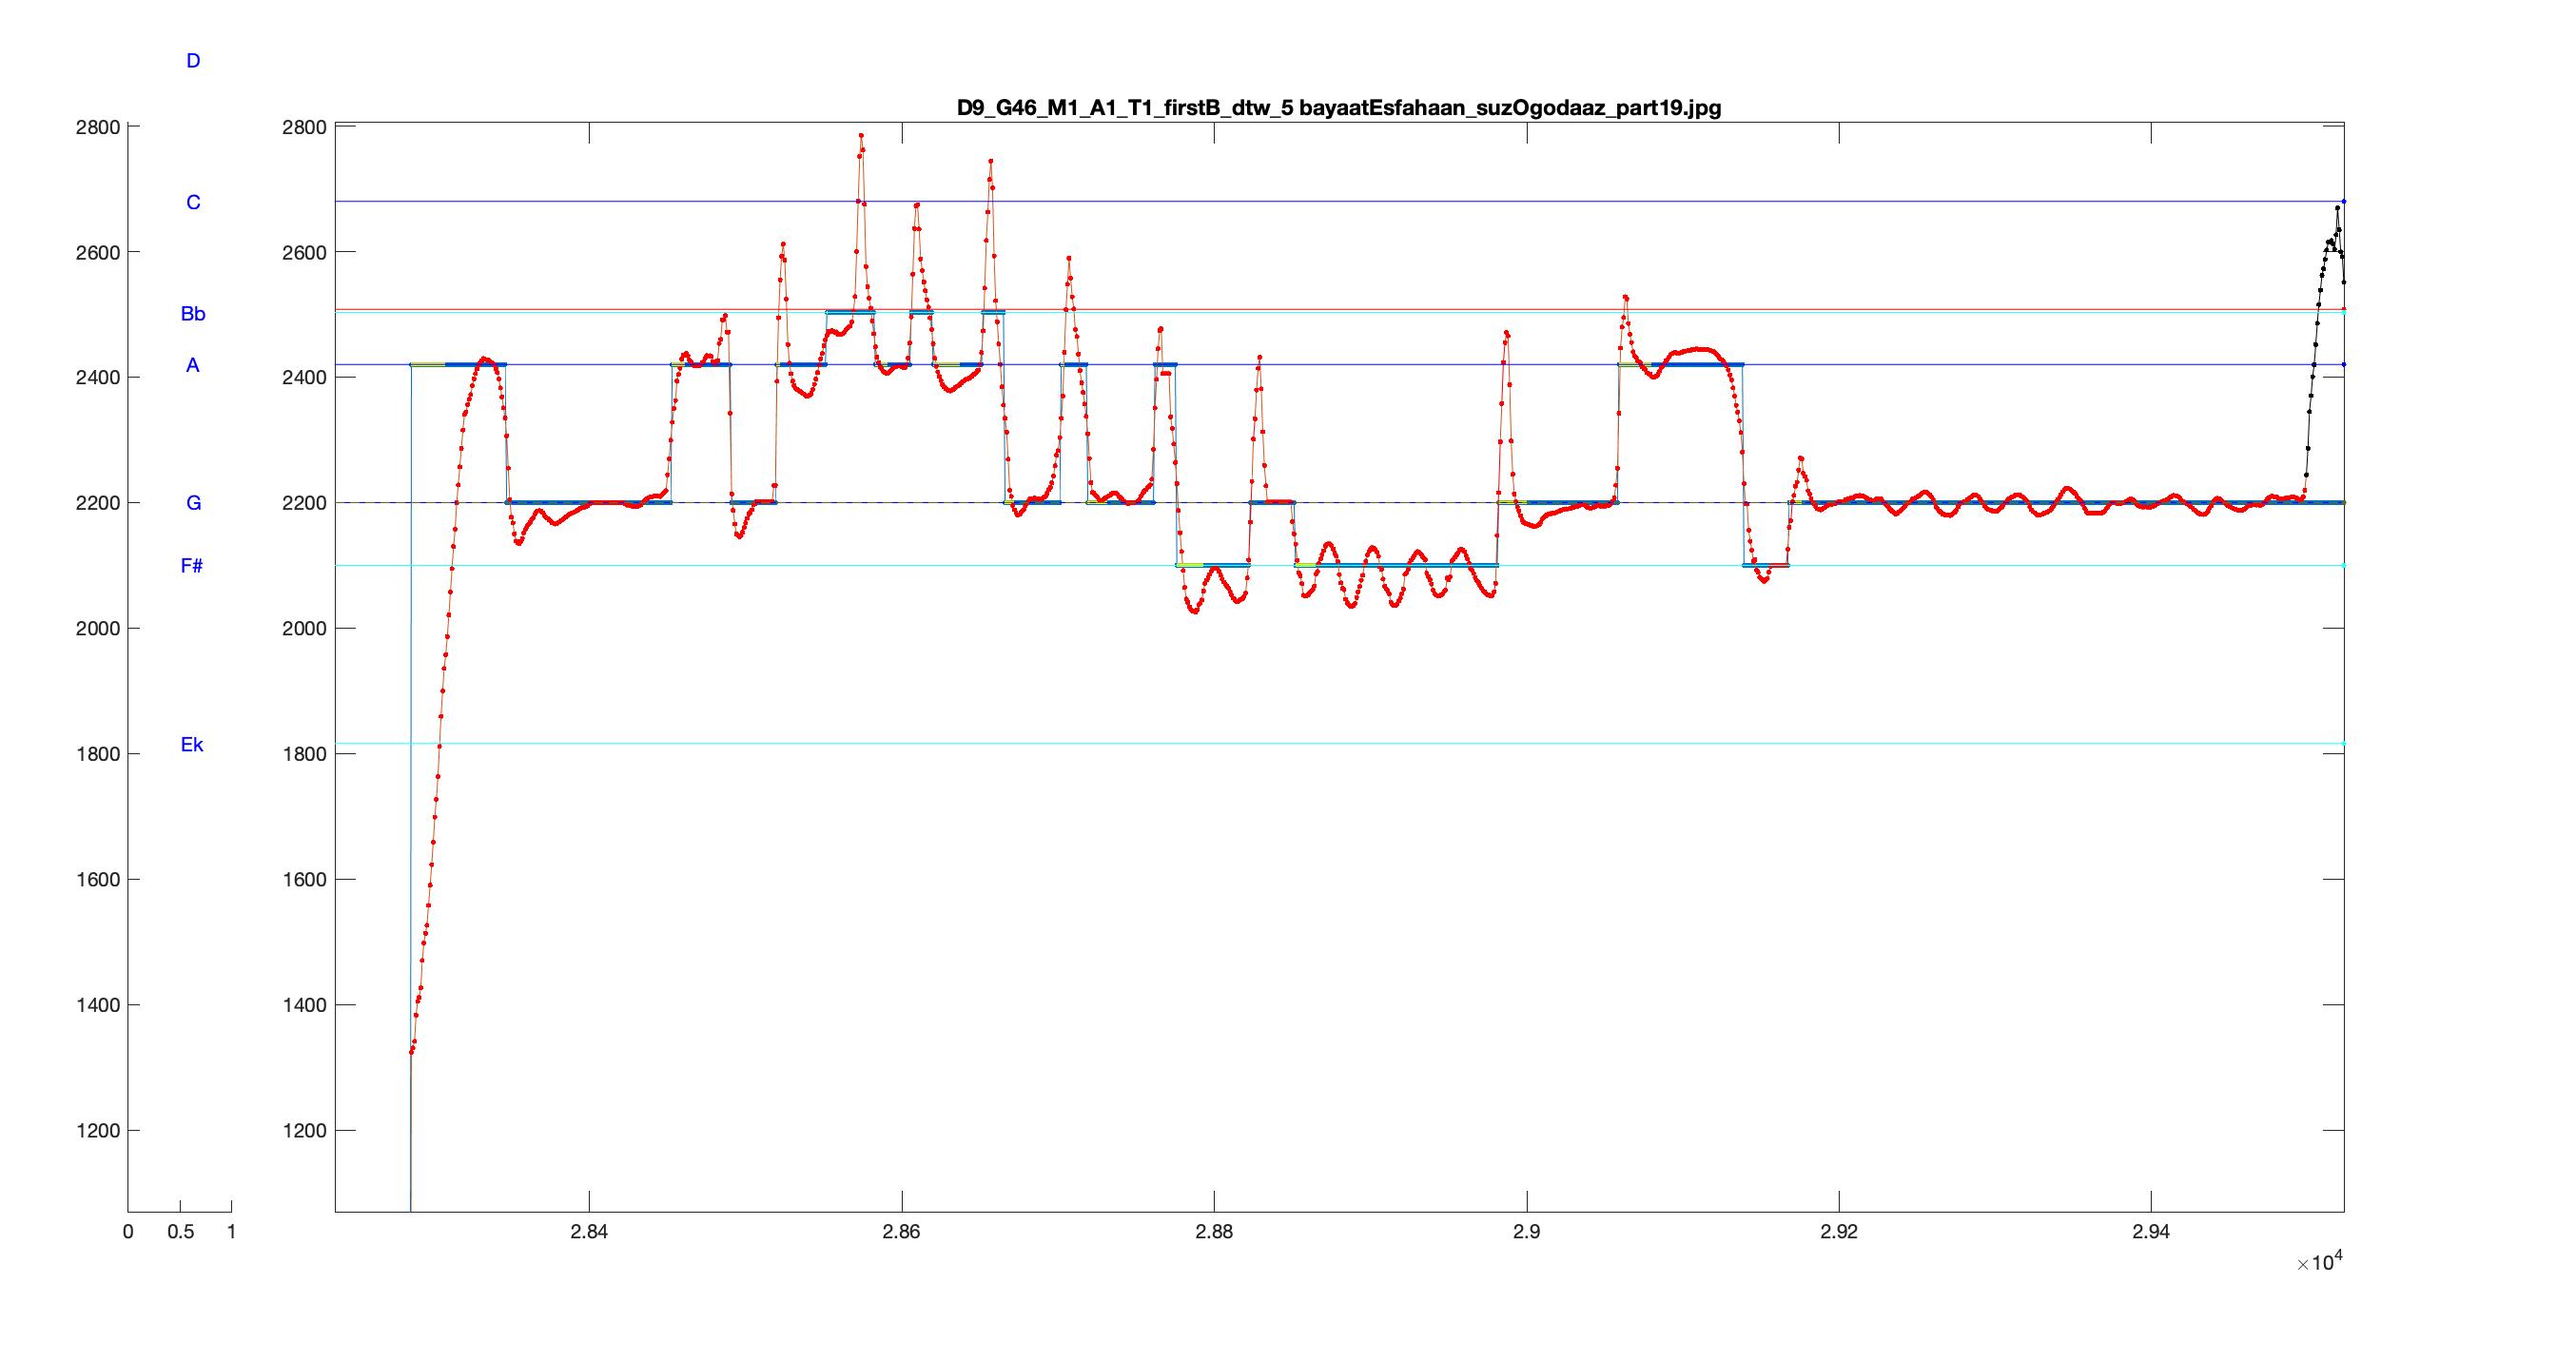 D
D9_G46_M1_A1_T1_firstB_dtw_5 bayaatEsfahaan_suzOgodaaz_part19.jpg
2800 2800
C
2600 2600
Bb
A
2400 2400
G
2200 2200
F#
2000 2000
Ek
1800 1800
1600 1600
1400 1400
1200 1200
0 0.5 1 2.84 2.86 2.88 2.9 2.92 2.94
×10⁴